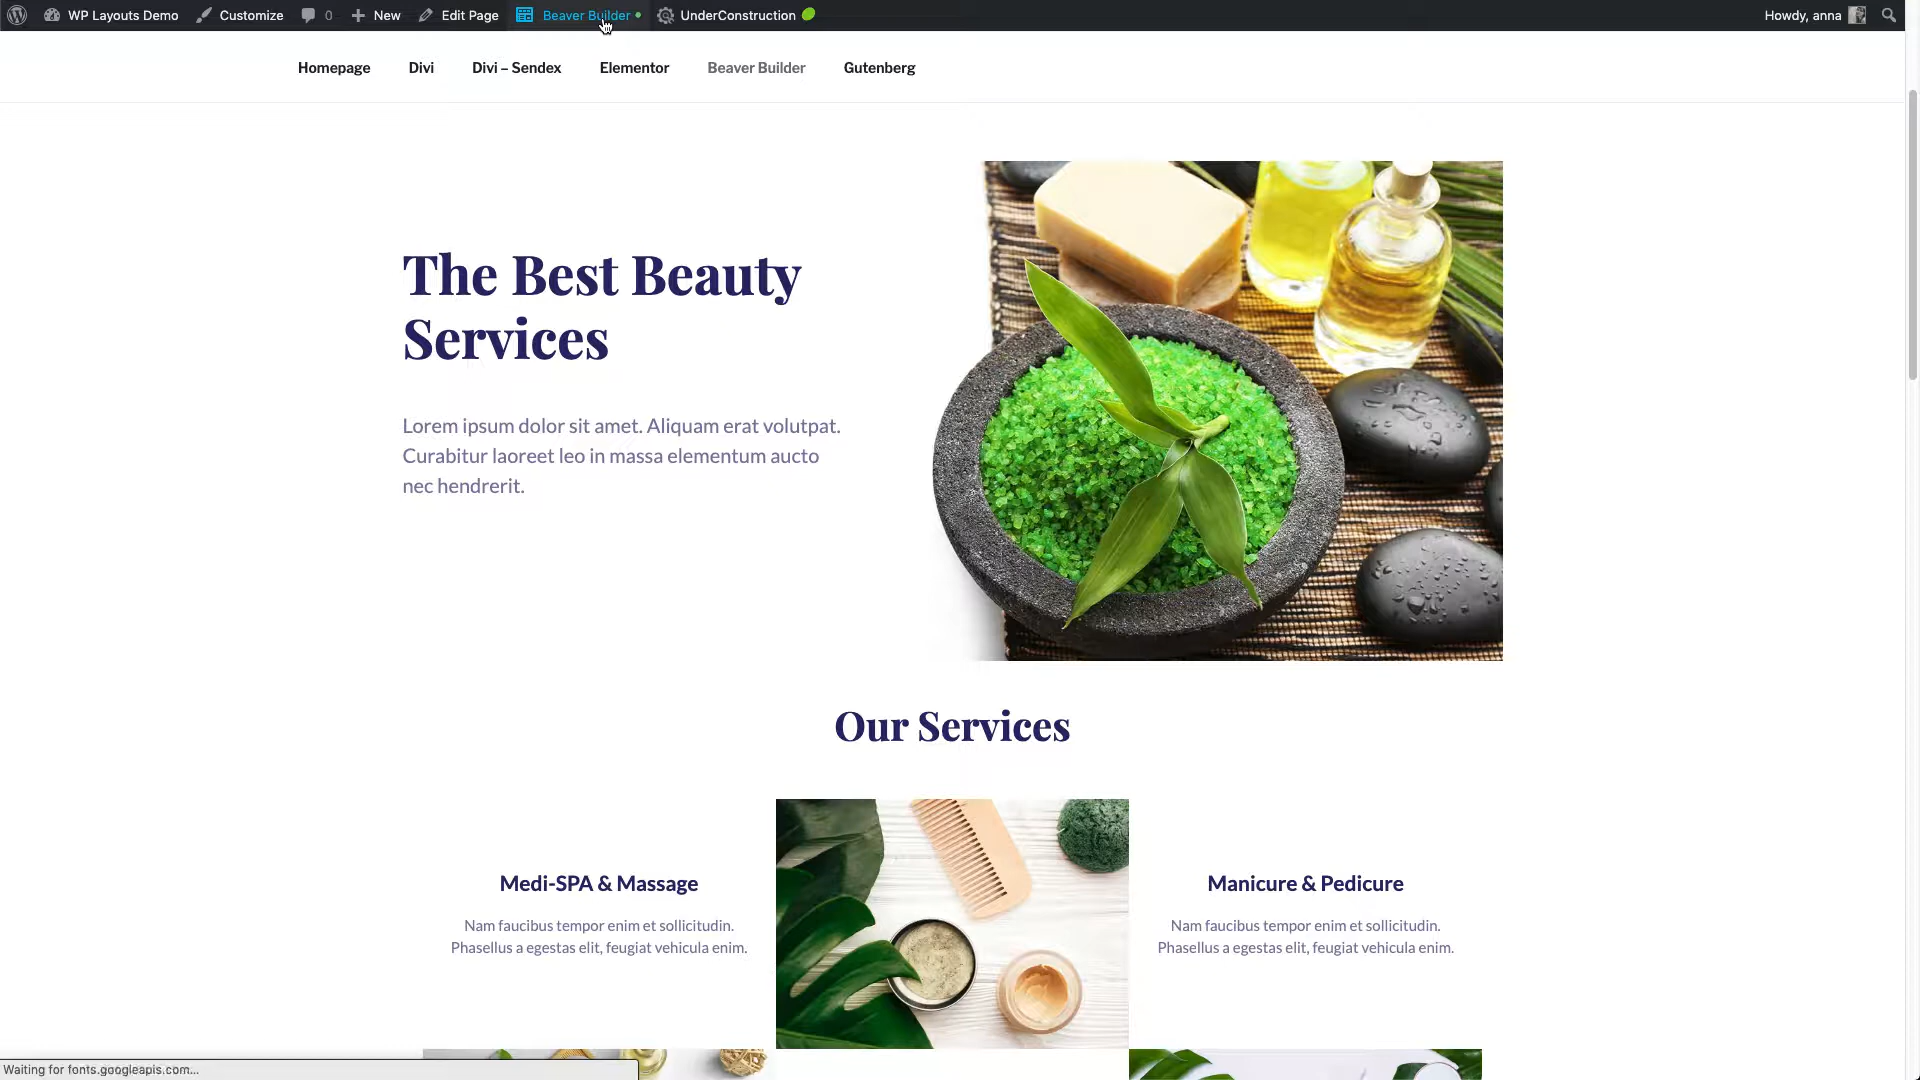 WP Layouts Demo Customize 0 New Edit Page Beaver Builder UnderConstruction Howdy, anna
Homepage Divi Divi – Sendex Elementor Beaver Builder Gutenberg
The Best Beauty
Services
Lorem ipsum dolor sit amet. Aliquam erat volutpat.
Curabitur laoreet leo in massa elementum aucto
nec hendrerit.
Our Services
Medi-SPA & Massage
Nam faucibus tempor enim et sollicitudin.
Phasellus a egestas elit, feugiat vehicula enim.
Manicure & Pedicure
Nam faucibus tempor enim et sollicitudin.
Phasellus a egestas elit, feugiat vehicula enim.
Waiting for fonts.googleapis.com...